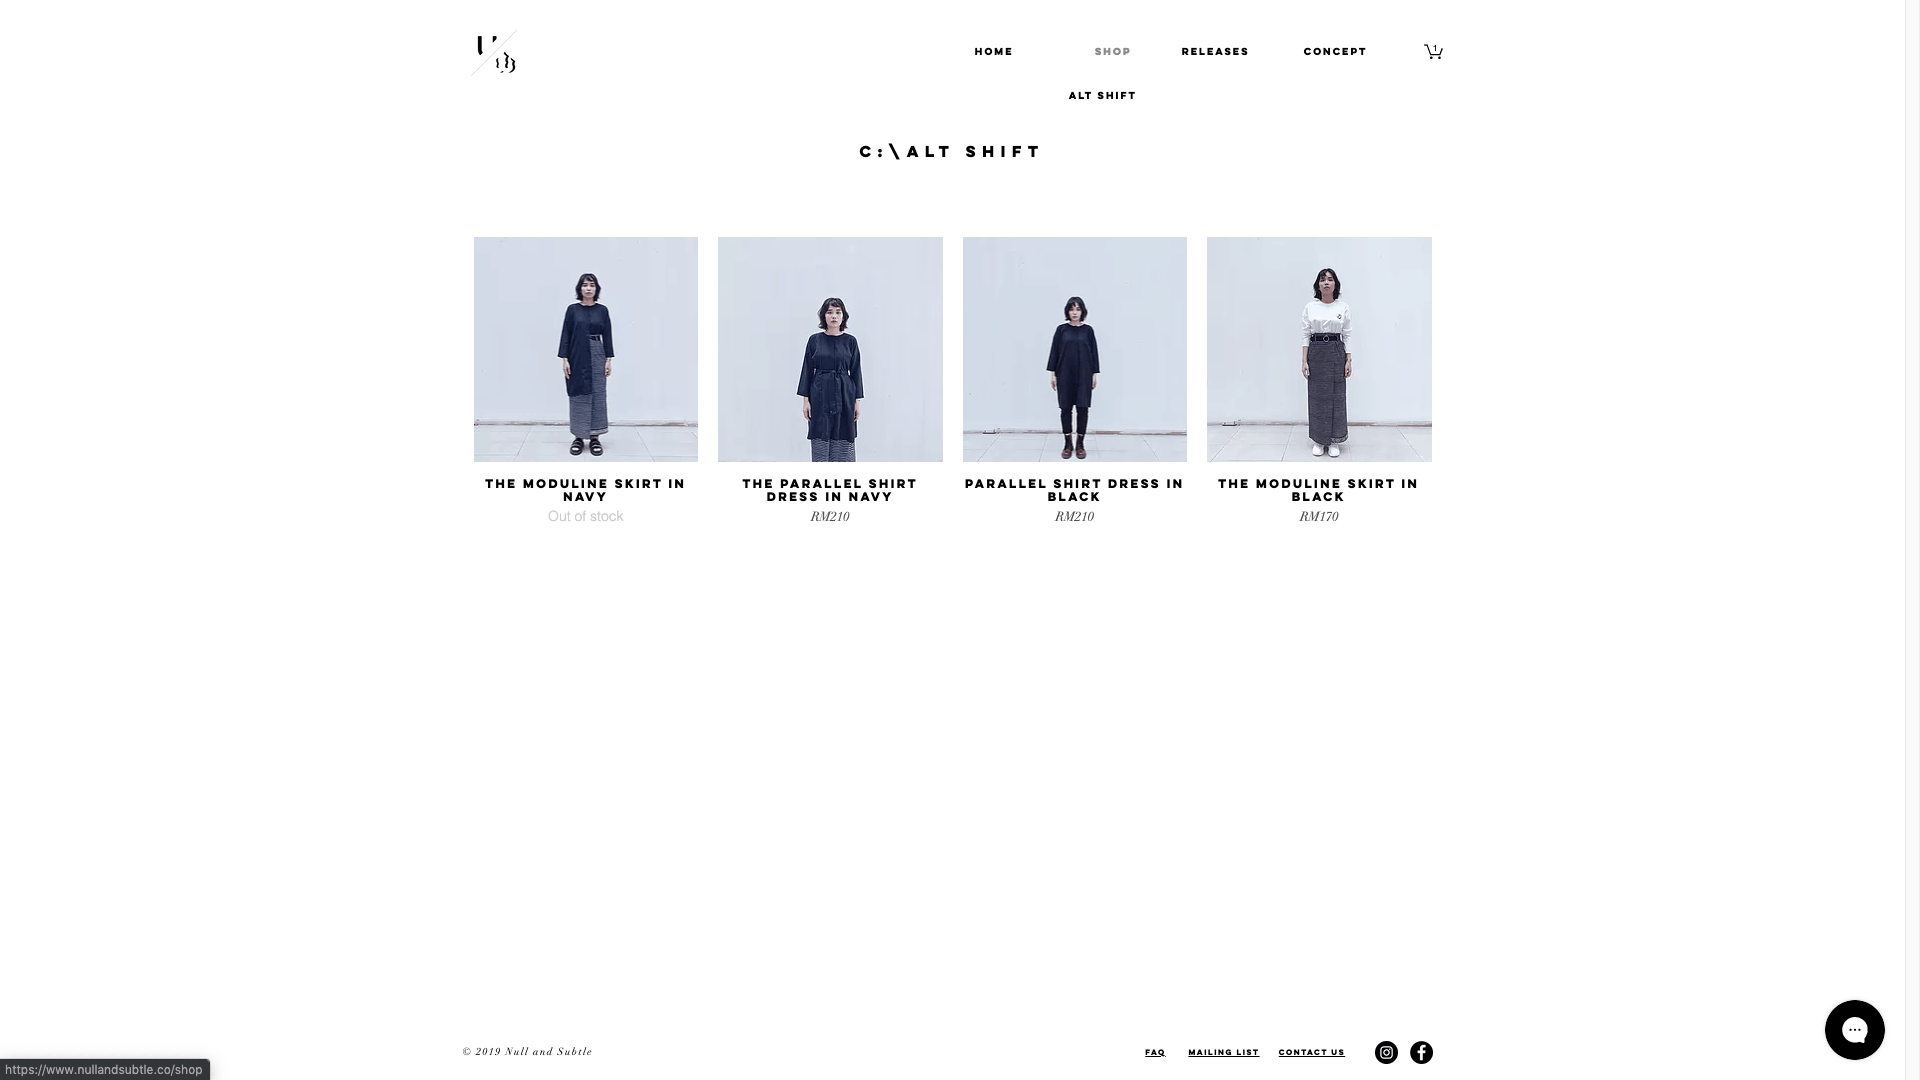 HOME SHOP RELEASES CONCEPT 1
ALT SHIFT
C:\ALT SHIFT
THE MODULINE SKIRT IN
NAVY
Out of stock
THE PARALLEL SHIRT
DRESS IN NAVY
RM210
PARALLEL SHIRT DRESS IN
BLACK
RM210
THE MODULINE SKIRT IN
BLACK
RM170
© 2019 Null and Subtle
FAQ MAILING LIST CONTACT US
https://www.nullandsubtle.co/shop